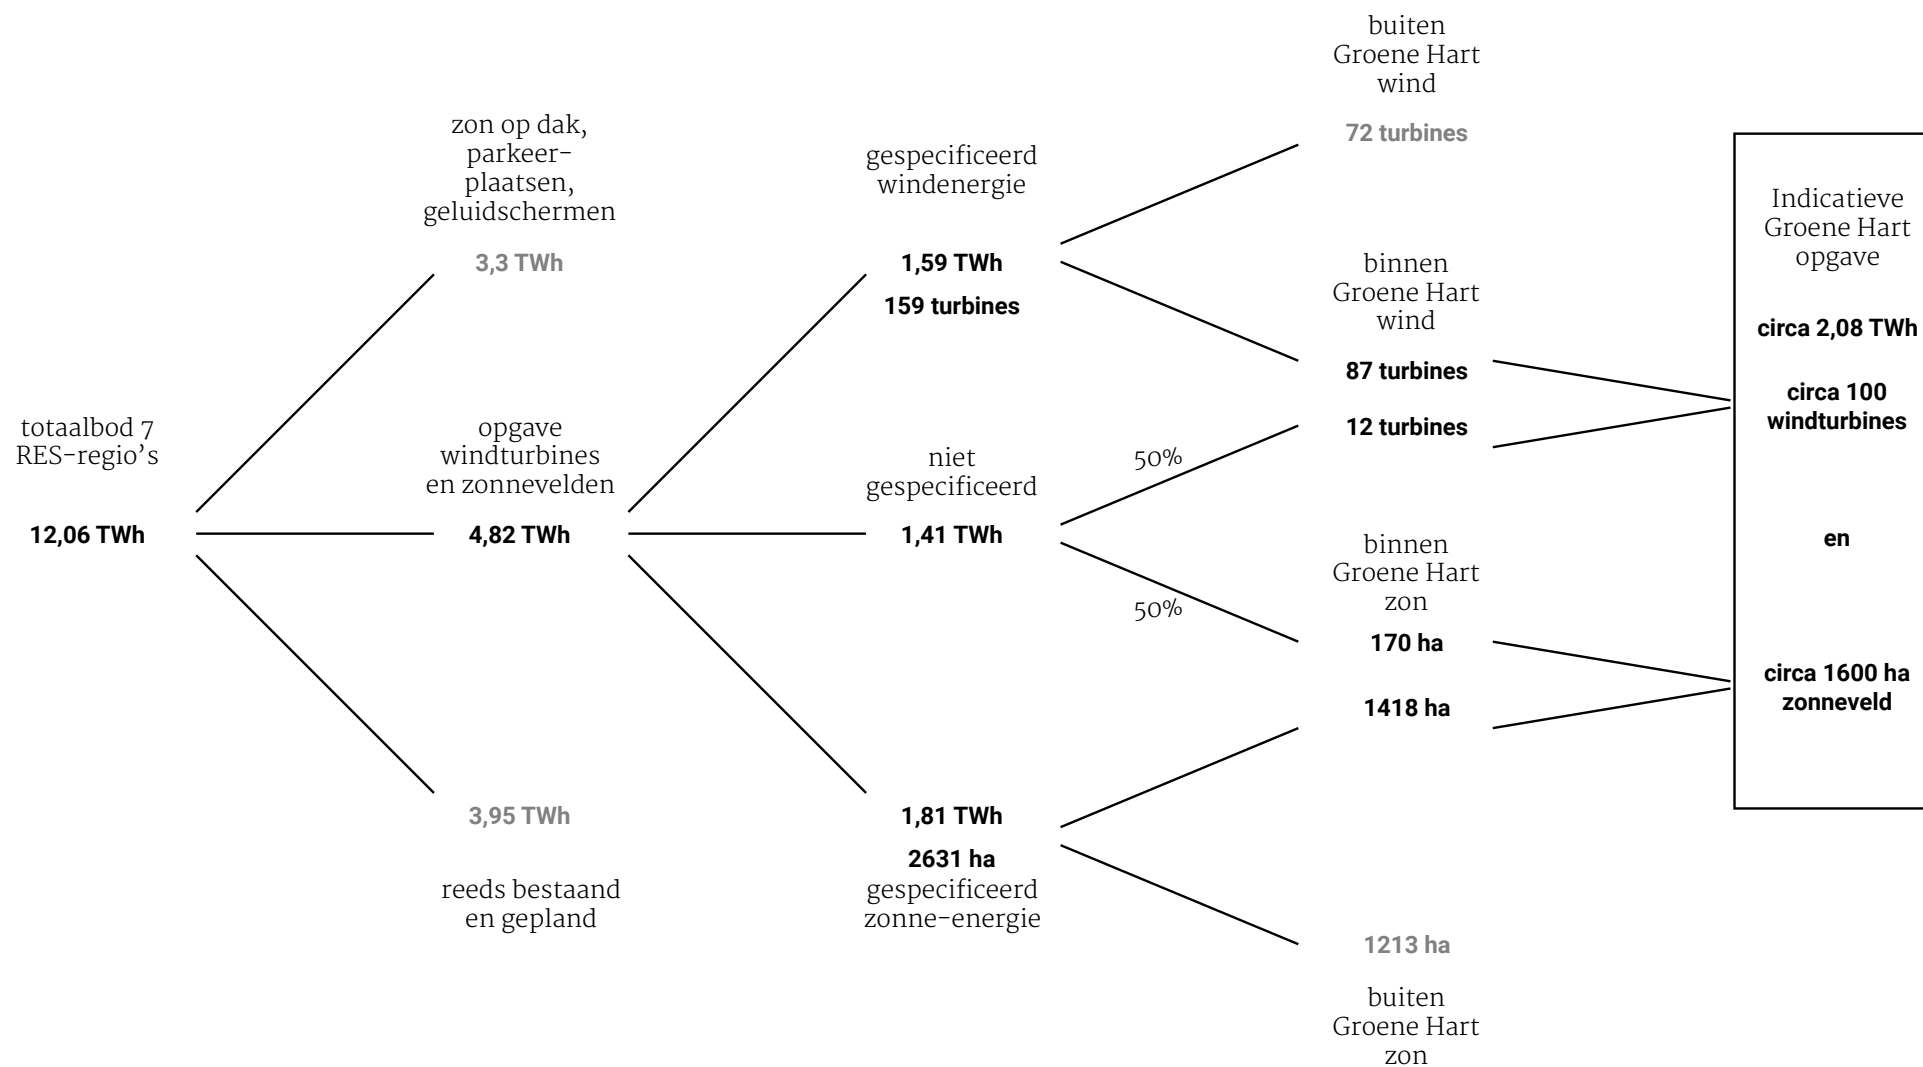 totaalbod 7
RES-regio’s
12,06 TWh
zon op dak,
parkeer-
plaatsen,
geluidschermen
3,3 TWh
opgave
windturbines
en zonnevelden
4,82 TWh
3,95 TWh
reeds bestaand
en gepland
gespecificeerd
windenergie
1,59 TWh
159 turbines
niet
gespecificeerd
1,41 TWh
1,81 TWh
2631 ha
gespecificeerd
zonne-energie
50%
50%
buiten
Groene Hart
wind
72 turbines
binnen
Groene Hart
wind
87 turbines
12 turbines
binnen
Groene Hart
zon
170 ha
1418 ha
1213 ha
buiten
Groene Hart
zon
Indicatieve
Groene Hart
opgave
circa 2,08 TWh
circa 100
windturbines
en
circa 1600 ha
zonneveld